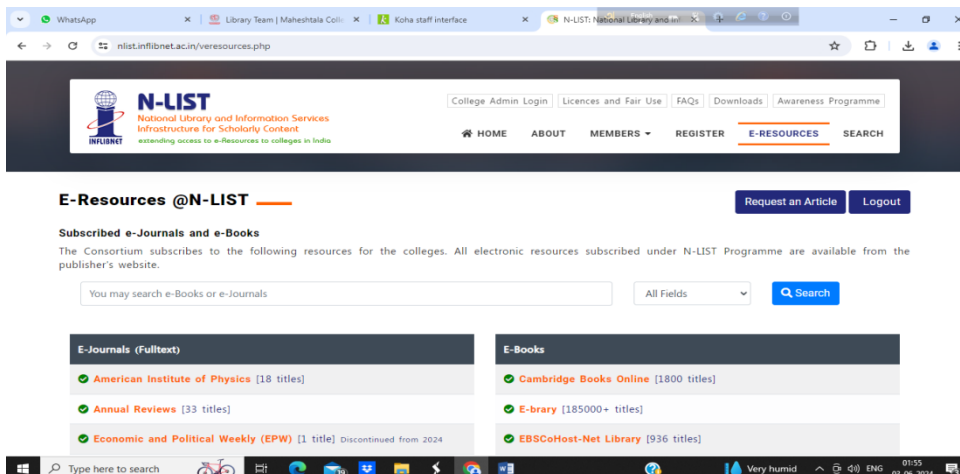 WhatsApp
Library Team | Maheshtala Coll
Koha staff interface
N-LIST: National Library and In
nlist.inflibnet.ac.in/veresources.php
INFLIBNET
N-LIST
National Library and Information Services
Infrastructure for Scholarly Content
extending access to e-Resources to colleges in India
College Admin Login Licences and Fair Use FAQs Downloads Awareness Programme
HOME ABOUT MEMBERS REGISTER E-RESOURCES SEARCH
E-Resources @N-LIST
Request an Article Logout
Subscribed e-Journals and e-Books
The Consortium subscribes to the following resources for the colleges. All electronic resources subscribed under N-LIST Programme are available from the
publisher's website.
You may search e-Books or e-Journals All Fields Search
E-Journals (Fulltext)
American Institute of Physics [18 titles]
Annual Reviews [33 titles]
Economic and Political Weekly (EPW) [1 title] Discontinued from 2024
E-Books
Cambridge Books Online [1800 titles]
E-brary [185000+ titles]
EBSCoHost-Net Library [936 titles]
Type here to search
Very humid ENG 01:55